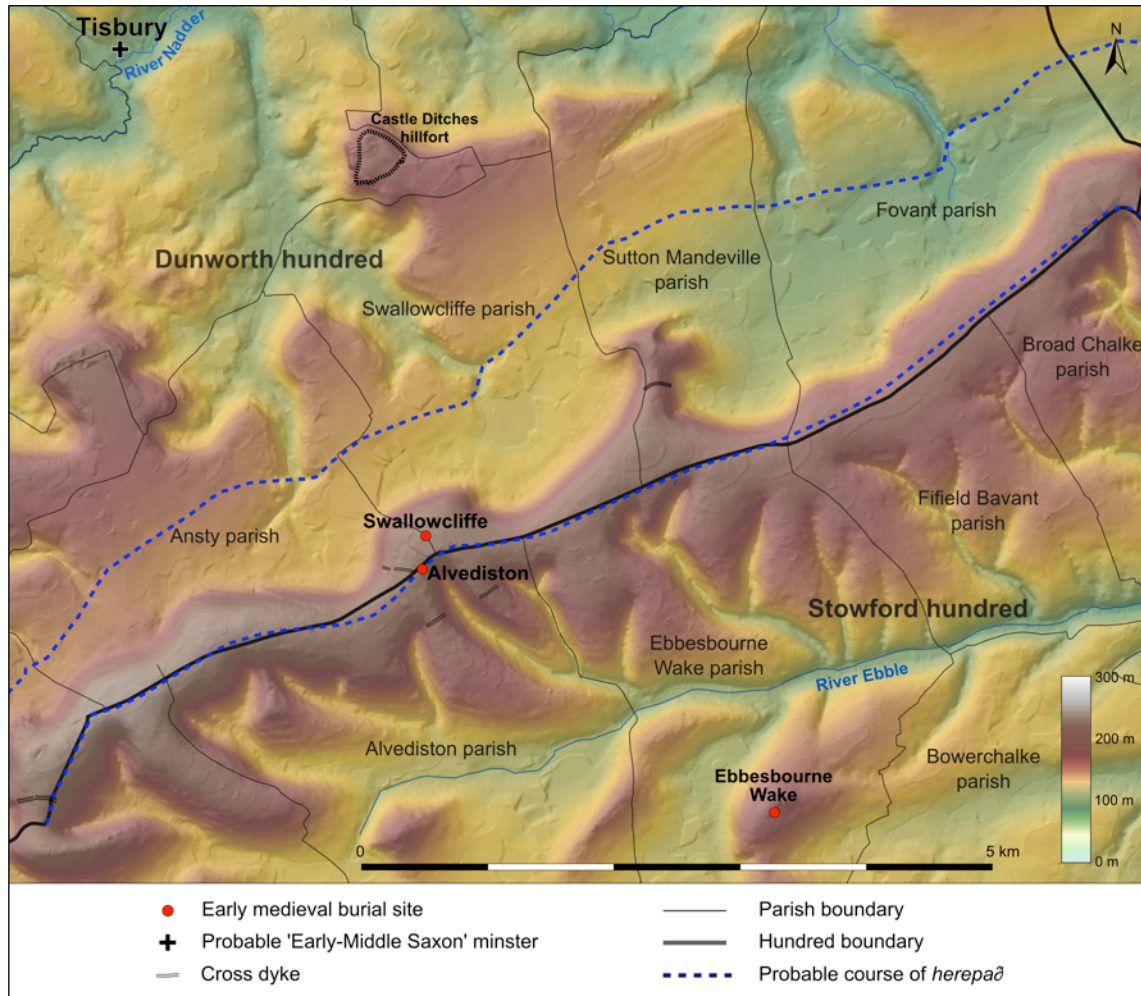 Tisbury
River Nadder
N
Castle Ditches
hillfort
Fovant parish
Dunworth hundred
Sutton Mandeville
parish
Swallowcliffe parish
Broad Chalke
parish
Fifield Bavant
parish
Swallowcliffe
Ansty parish
Alvediston
Stowford hundred
Ebbesbourne
Wake parish
River Ebble
300 m
200 m
100 m
0 m
Alvediston parish
Bowerchalke
parish
Ebbesbourne
Wake
0
5 km
Early medieval burial site
Probable 'Early-Middle Saxon' minster
Cross dyke
Parish boundary
Hundred boundary
Probable course of herepað